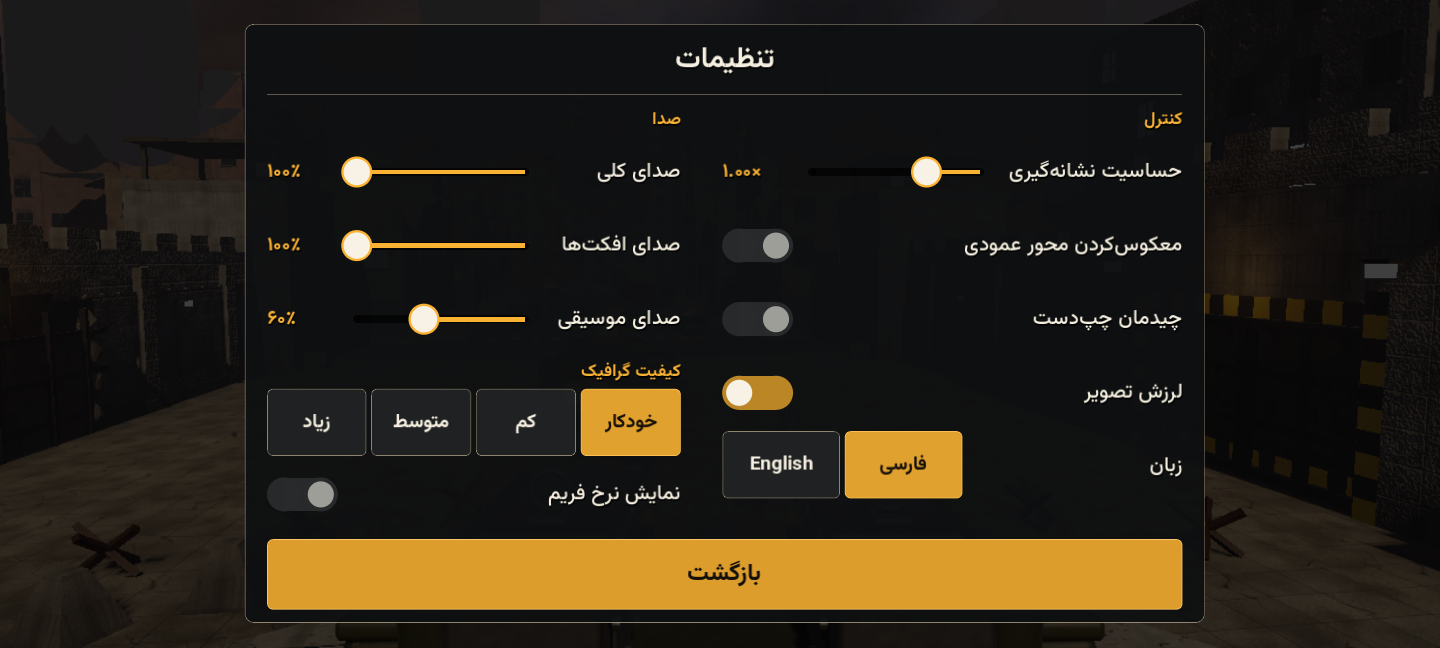 تنظیمات
کنترل
حساسیت نشانه‌گیری ۱.۰۰×
معکوس‌کردن محور عمودی
چیدمان چپ‌دست
لرزش تصویر
زبان فارسی English
صدا
صدای کلی ۱۰۰٪
صدای افکت‌ها ۱۰۰٪
صدای موسیقی ۶۰٪
کیفیت گرافیک
خودکار کم متوسط زیاد
نمایش نرخ فریم
بازگشت